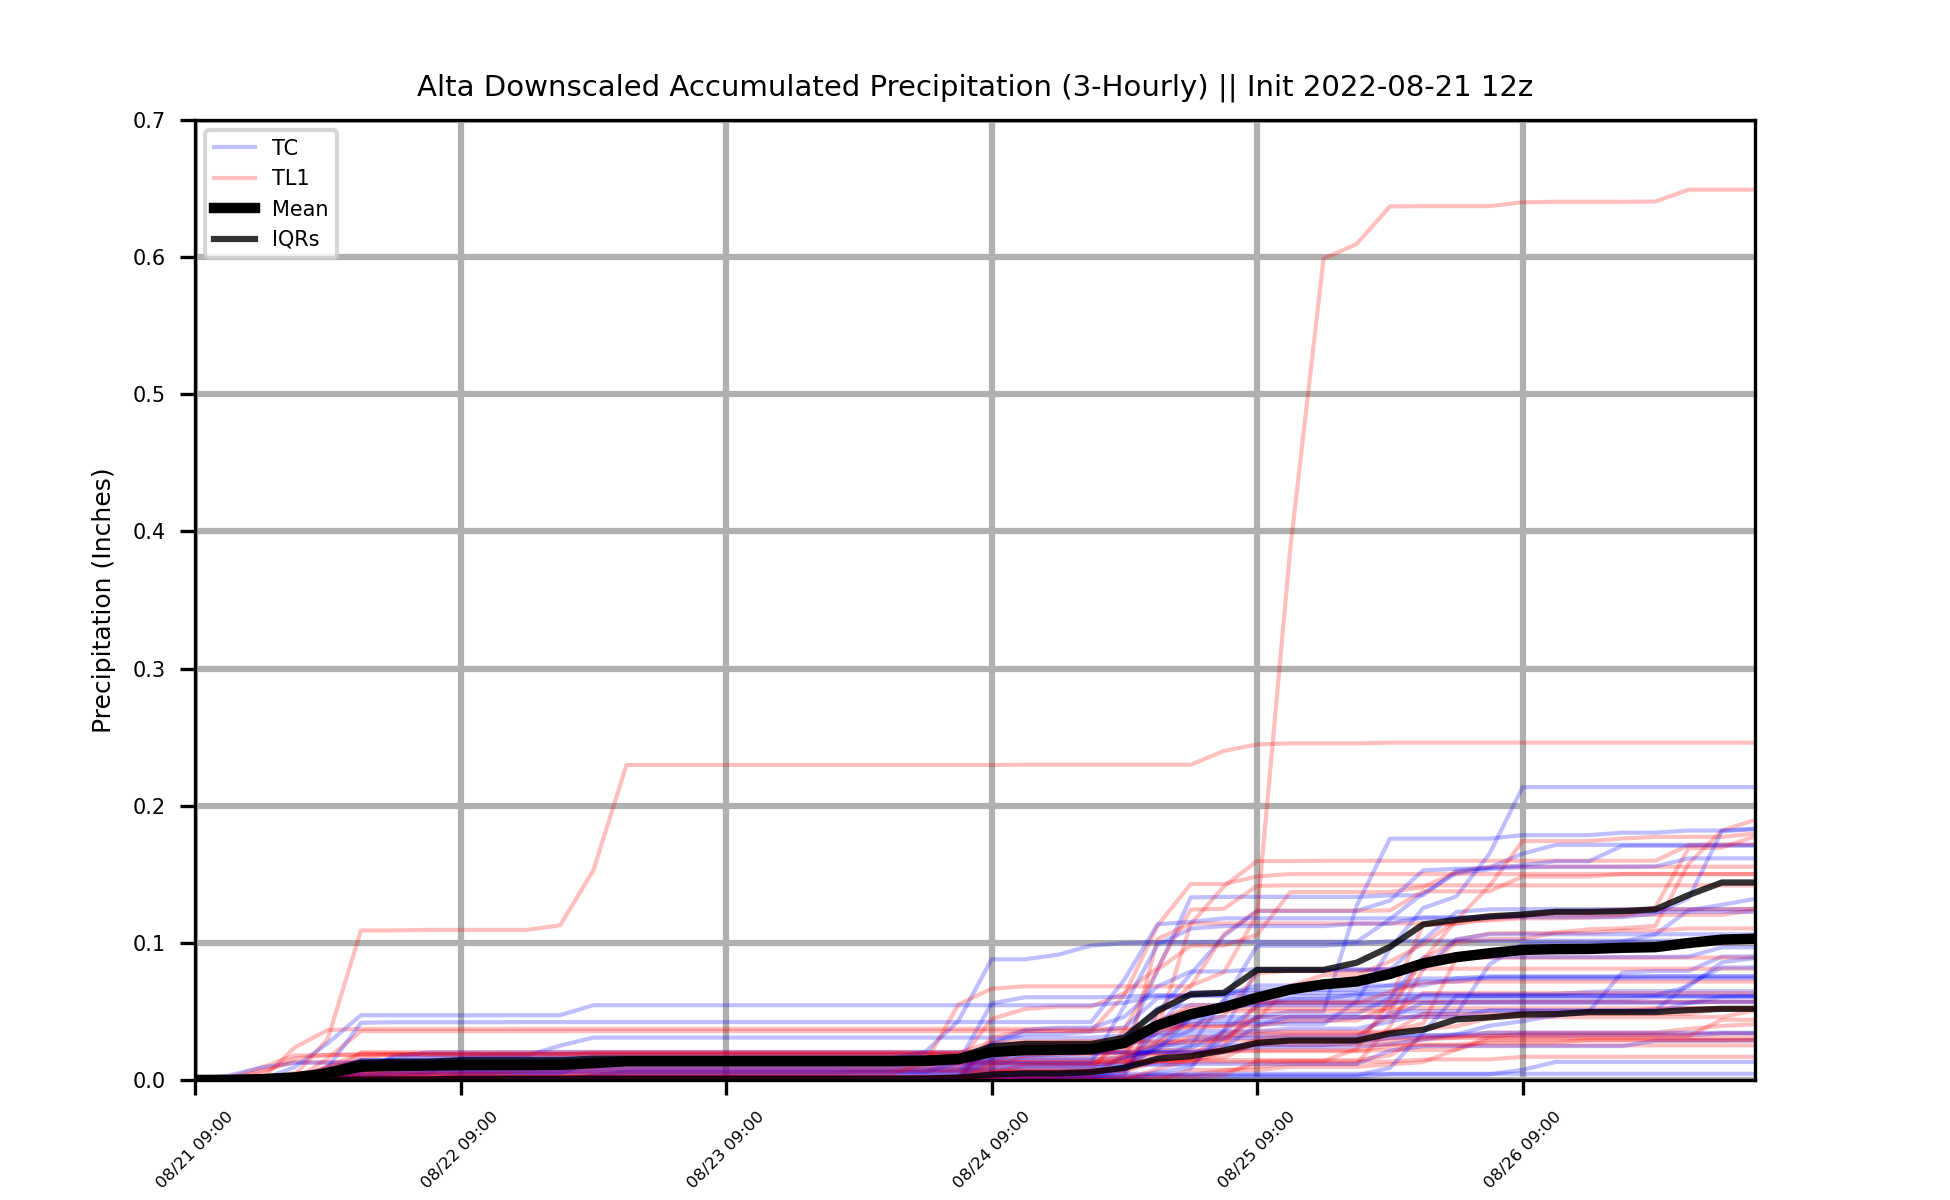 Alta Downscaled Accumulated Precipitation (3-Hourly) || Init 2022-08-21 12z
TC
TL1
Mean
IQRs
Precipitation (Inches)
0.7
0.6
0.5
0.4
0.3
0.2
0.1
0.0
08/21 09:00
08/22 09:00
08/23 09:00
08/24 09:00
08/25 09:00
08/26 09:00